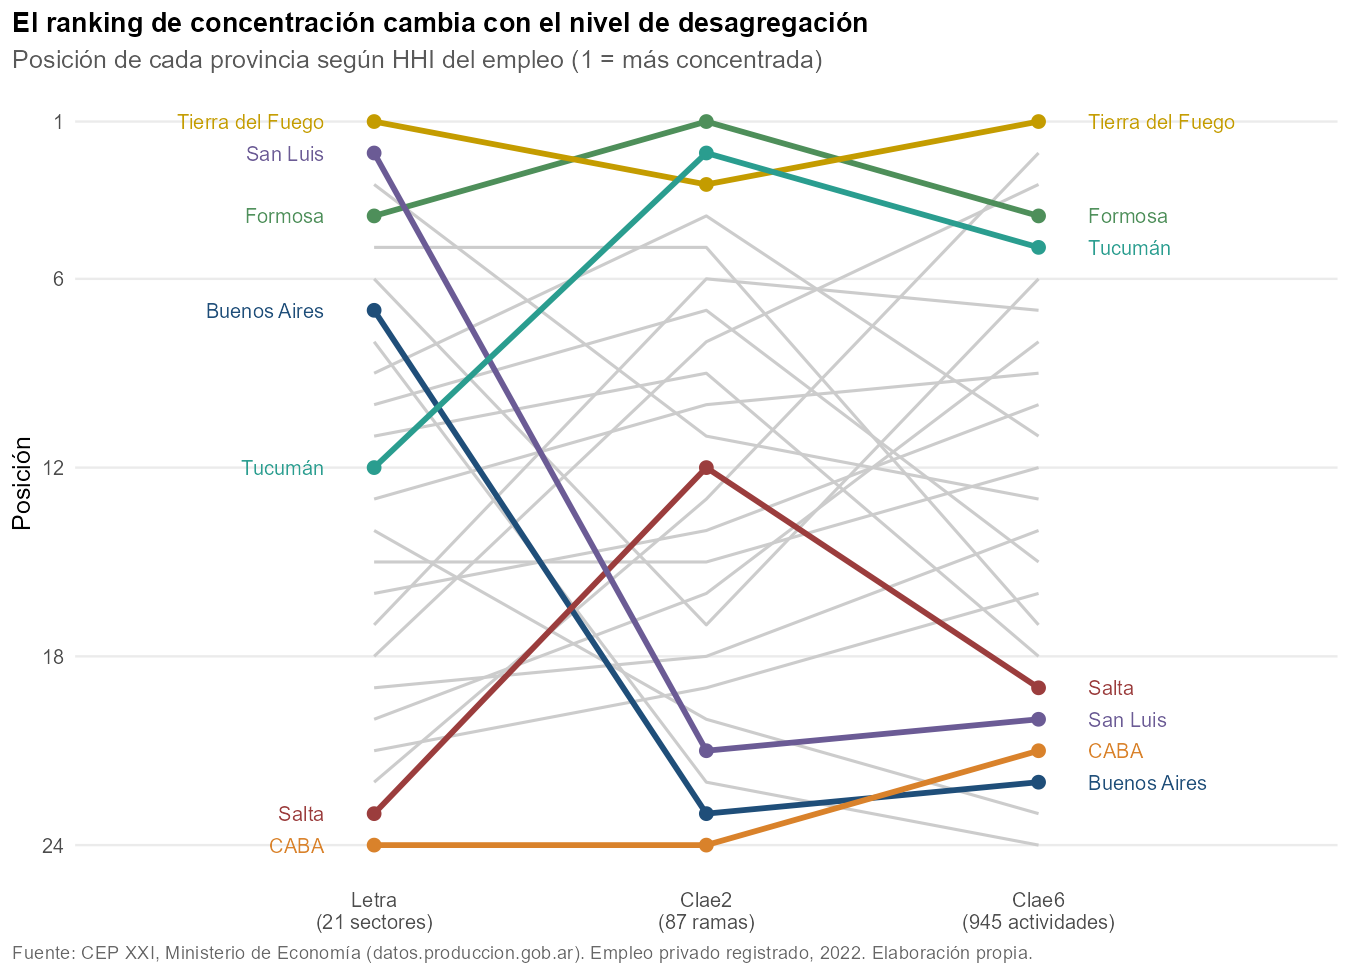 El ranking de concentración cambia con el nivel de desagregación
Posición de cada provincia según HHI del empleo (1 = más concentrada)
1
6
12
18
24
Posición
Tierra del Fuego
San Luis
Formosa
Buenos Aires
Tucumán
Salta
CABA
Tierra del Fuego
Formosa
Tucumán
Salta
San Luis
CABA
Buenos Aires
Letra
(21 sectores)
Clae2
(87 ramas)
Clae6
(945 actividades)
Fuente: CEP XXI, Ministerio de Economía (datos.produccion.gob.ar). Empleo privado registrado, 2022. Elaboración propia.